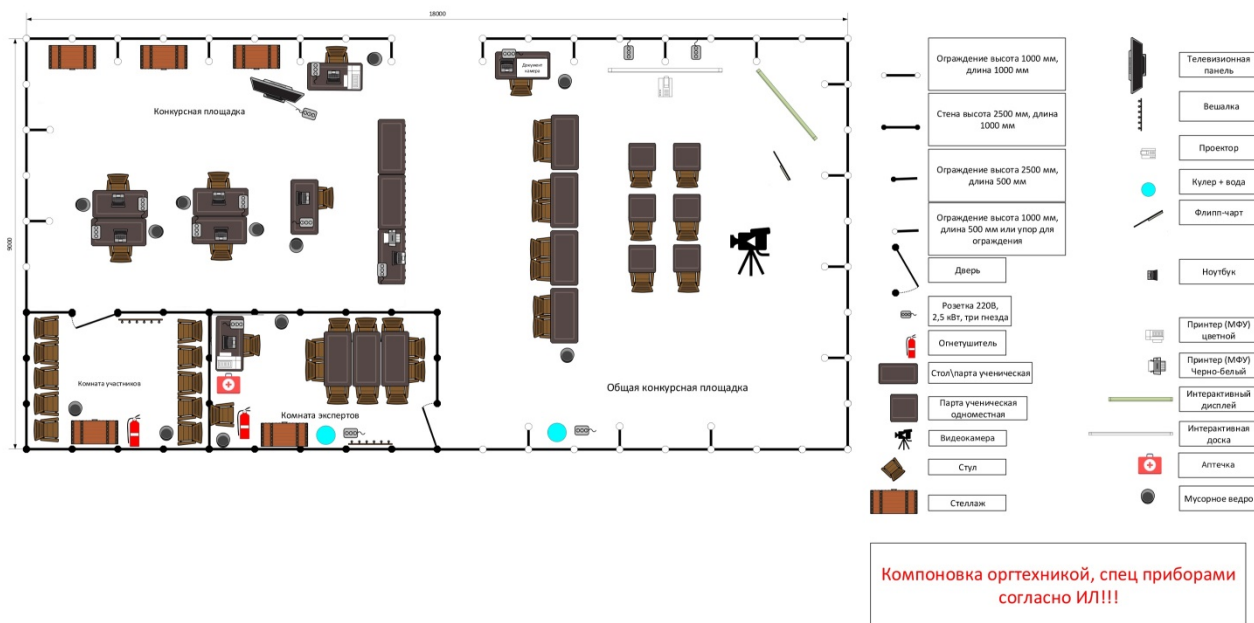 18000
9000
Документ
камера
Конкурсная площадка
Комната участников
Комната экспертов
Общая конкурсная площадка
Ограждение высота 1000 мм,
длина 1000 мм
Стена высота 2500 мм, длина
1000 мм
Ограждение высота 2500 мм,
длина 500 мм
Ограждение высота 1000 мм,
длина 500 мм или упор для
ограждения
Дверь
Розетка 220В,
2,5 кВт, три гнезда
Огнетушитель
Стол\парта ученическая
Парта ученическая
одноместная
Видеокамера
Стул
Стеллаж
Телевизионная
панель
Вешалка
Проектор
Кулер + вода
Флипп-чарт
Ноутбук
Принтер (МФУ)
цветной
Принтер (МФУ)
Черно-белый
Интерактивный
дисплей
Интерактивная
доска
Аптечка
Мусорное ведро
Компоновка оргтехникой, спец приборами
согласно ИЛ!!!